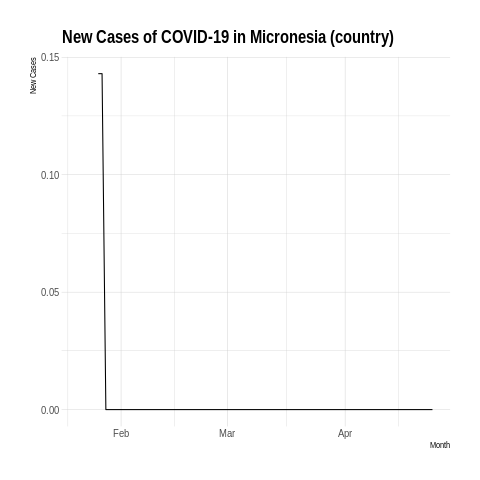 New Cases of COVID-19 in Micronesia (country)
New Cases
0.15
0.10
0.05
0.00
Feb Mar Apr
Month